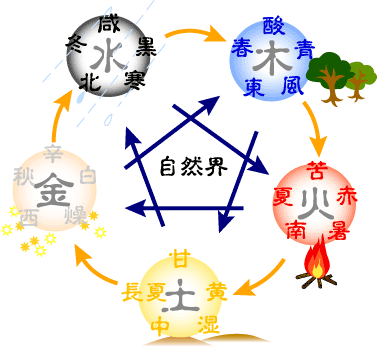 咸
冬 水 黒
北 寒
酸
春 木 青
東 風
辛
秋 金 白
西 燥
自然界
苦
夏 火 赤
南 暑
甘
長夏 土 黄
中 湿